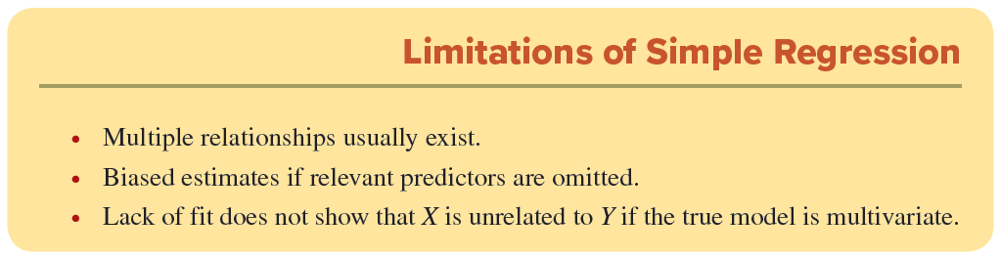 Limitations of Simple Regression
• Multiple relationships usually exist.
• Biased estimates if relevant predictors are omitted.
• Lack of fit does not show that X is unrelated to Y if the true model is multivariate.